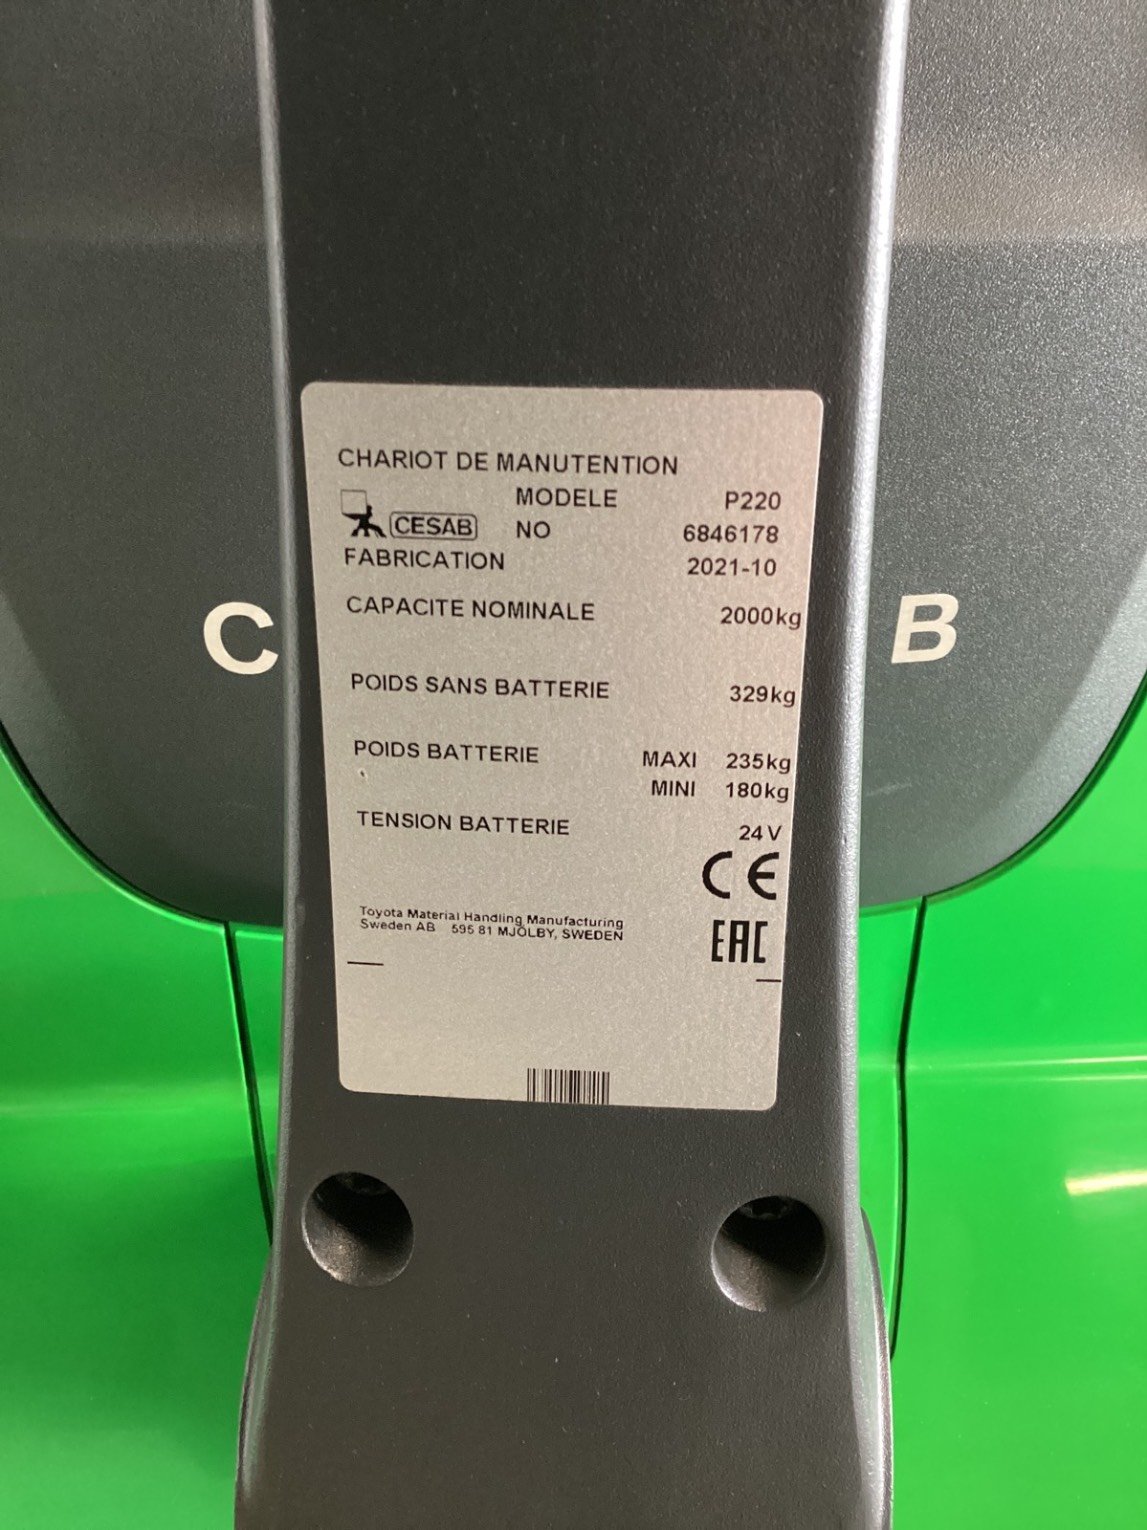 CHARIOT DE MANUTENTION
MODELE P220
CESAB NO 6846178
FABRICATION 2021-10
CAPACITE NOMINALE 2000kg
C
B
POIDS SANS BATTERIE 329kg
POIDS BATTERIE MAXI 235kg
MINI 180kg
TENSION BATTERIE 24V
CE
Toyota Material Handling Manufacturing
Sweden AB 595 81 MJÖLBY, SWEDEN
EAC